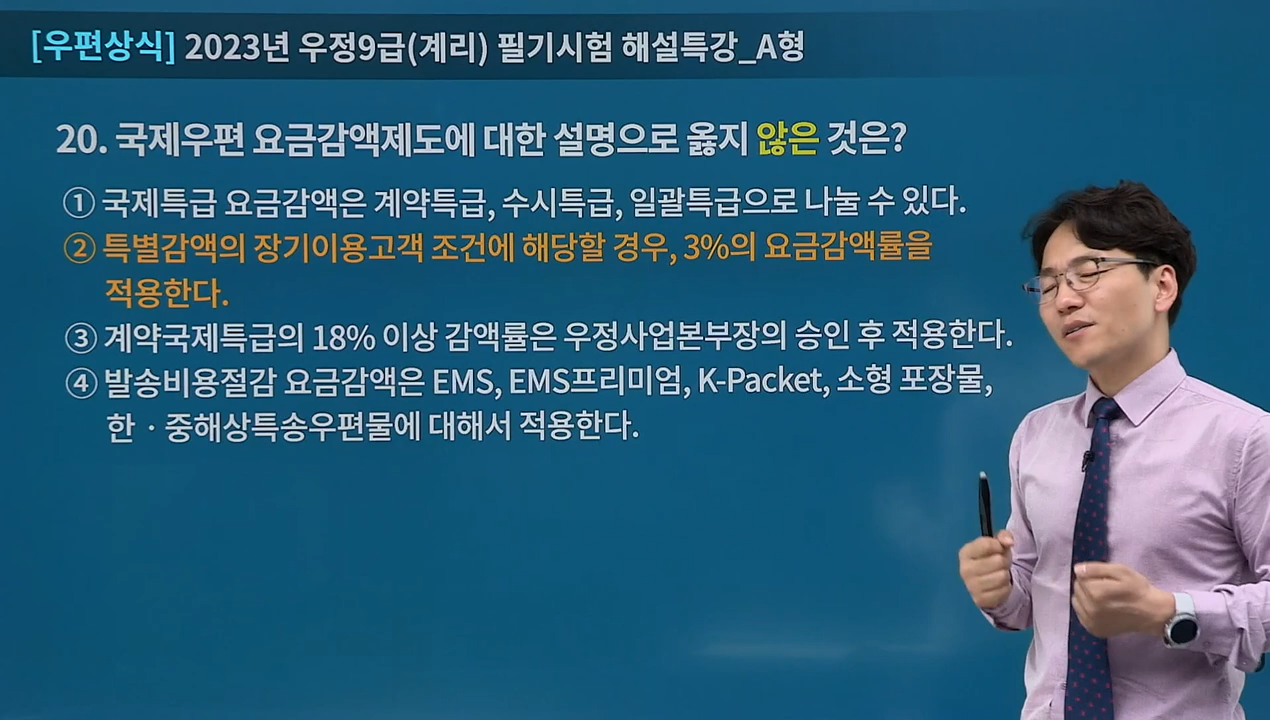 [우편상식] 2023년 우정9급(계리) 필기시험 해설특강_A형
20. 국제우편 요금감액제도에 대한 설명으로 옳지 않은 것은?
① 국제특급 요금감액은 계약특급, 수시특급, 일괄특급으로 나눌 수 있다.
② 특별감액의 장기이용고객 조건에 해당할 경우, 3%의 요금감액률을
적용한다.
③ 계약국제특급의 18% 이상 감액률은 우정사업본부장의 승인 후 적용한다.
④ 발송비용절감 요금감액은 EMS, EMS프리미엄, K-Packet, 소형 포장물,
한 · 중해상특송우편물에 대해서 적용한다.